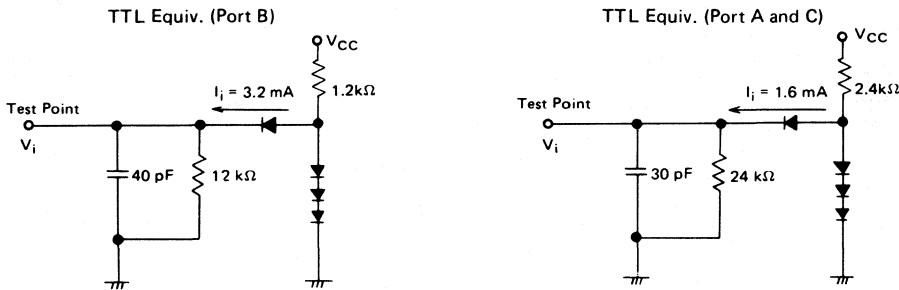 TTL Equiv. (Port B)
VCC
1.2kΩ
Ii = 3.2 mA
Test Point
Vi
40 pF
12 kΩ
TTL Equiv. (Port A and C)
VCC
2.4kΩ
Ii = 1.6 mA
Test Point
Vi
30 pF
24 kΩ